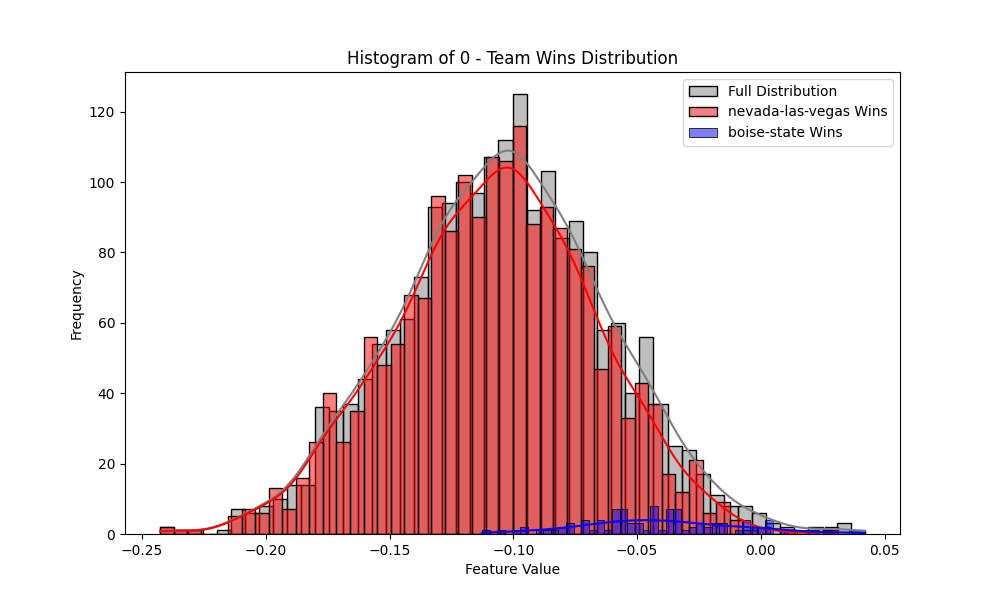 Histogram of 0 - Team Wins Distribution
Full Distribution
nevada-las-vegas Wins
boise-state Wins
120
100
80
60
40
20
0
Frequency
−0.25
−0.20
−0.15
−0.10
−0.05
0.00
0.05
Feature Value